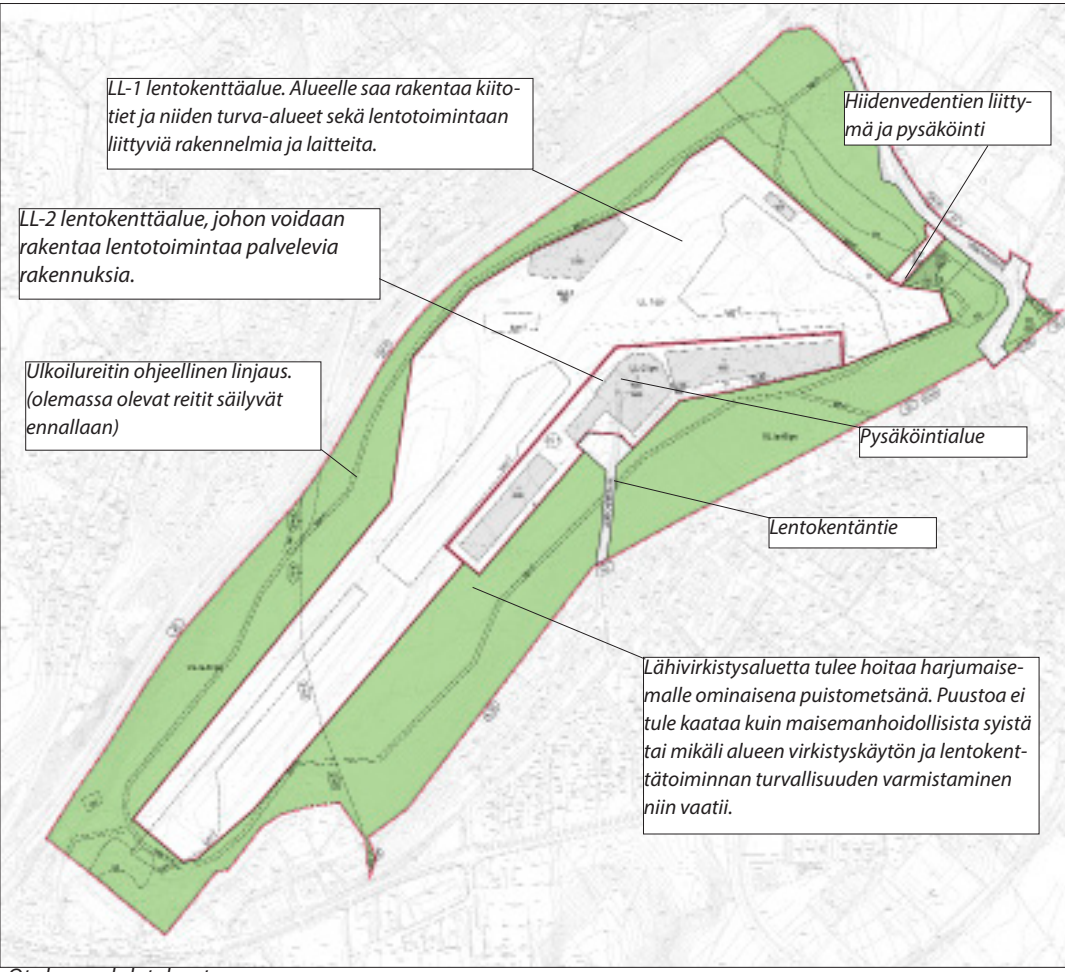 LL-1 lentokenttäalue. Alueelle saa rakentaa kiito-
tiet ja niiden turva-alueet sekä lentotoimintaan
liittyviä rakennelmia ja laitteita.
Hiidenvedentien liitty-
mä ja pysäköinti
LL-2 lentokenttäalue, johon voidaan
rakentaa lentotoimintaa palvelevia
rakennuksia.
Ulkoilureitin ohjeellinen linjaus.
(olemassa olevat reitit säilyvät
ennallaan)
Pysäköintialue
Lentokentäntie
Lähivirkistysaluetta tulee hoitaa harjumaise-
malle ominaisena puistometsänä. Puustoa ei
tule kaataa kuin maisemanhoidollisista syistä
tai mikäli alueen virkistyskäytön ja lentokent-
tätoiminnan turvallisuuden varmistaminen
niin vaatii.